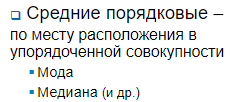 Средние порядковые –
по месту расположения в
упорядоченной совокупности
Мода
Медиана (и др.)